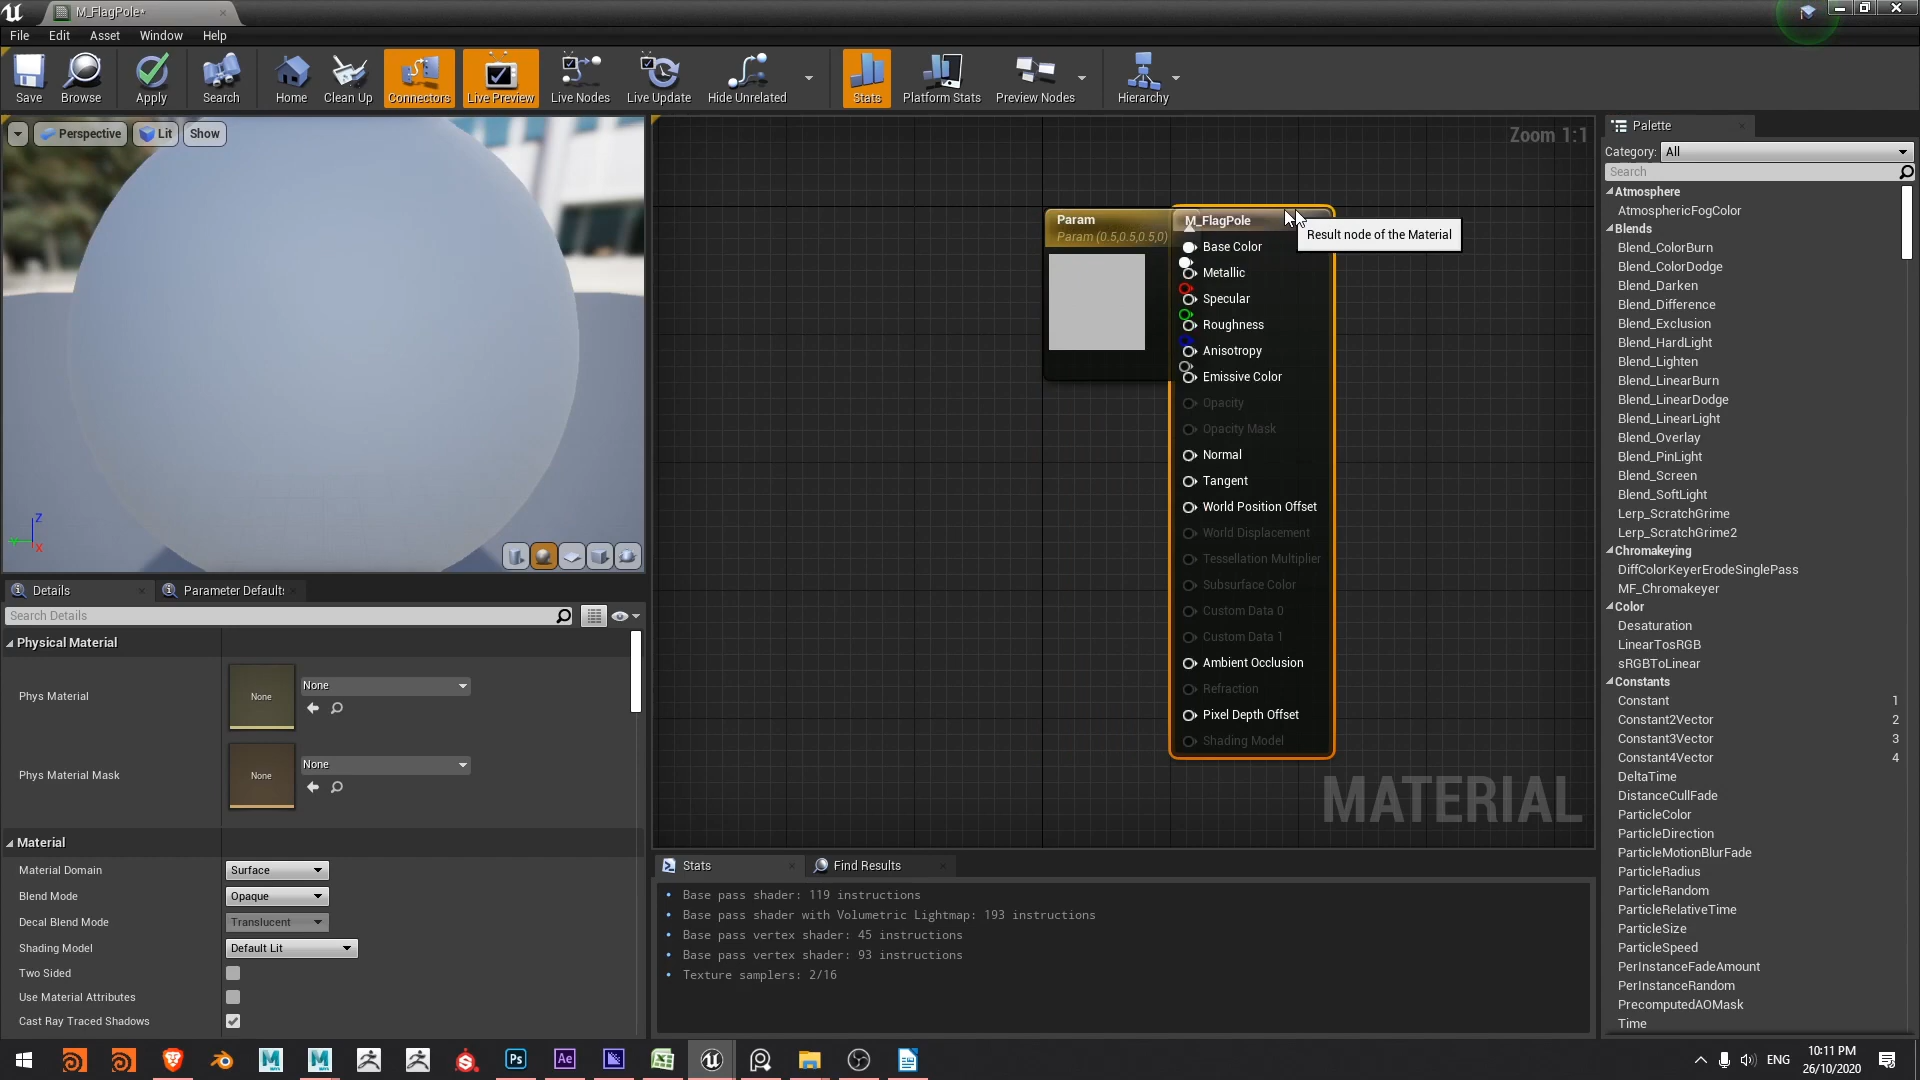 M_FlagPole*
File Edit Asset Window Help
Save Browse Apply Search Home Clean Up Connectors Live Preview Live Nodes Live Update Hide Unrelated Stats Platform Stats Preview Nodes Hierarchy
Perspective Lit Show
Zoom 1:1
Param
Param (0.5,0.5,0.5,0)
M_FlagPole
Result node of the Material
Base Color
Metallic
Specular
Roughness
Anisotropy
Emissive Color
Opacity
Opacity Mask
Normal
Tangent
World Position Offset
World Displacement
Tessellation Multiplier
Subsurface Color
Custom Data 0
Custom Data 1
Ambient Occlusion
Refraction
Pixel Depth Offset
Shading Model
MATERIAL
Z
X
Details Parameter Defaults
Search Details
Physical Material
Phys Material None None
Phys Material Mask None None
Material
Material Domain Surface
Blend Mode Opaque
Decal Blend Mode Translucent
Shading Model Default Lit
Two Sided
Use Material Attributes
Cast Ray Traced Shadows
Stats Find Results
Base pass shader: 119 instructions
Base pass shader with Volumetric Lightmap: 193 instructions
Base pass vertex shader: 45 instructions
Base pass vertex shader: 93 instructions
Texture samplers: 2/16
Palette
Category: All
Search
Atmosphere
AtmosphericFogColor
Blends
Blend_ColorBurn
Blend_ColorDodge
Blend_Darken
Blend_Difference
Blend_Exclusion
Blend_HardLight
Blend_Lighten
Blend_LinearBurn
Blend_LinearDodge
Blend_LinearLight
Blend_Overlay
Blend_PinLight
Blend_Screen
Blend_SoftLight
Lerp_ScratchGrime
Lerp_ScratchGrime2
Chromakeying
DiffColorKeyerErodeSinglePass
MF_Chromakeyer
Color
Desaturation
LinearTosRGB
sRGBToLinear
Constants
Constant 1
Constant2Vector 2
Constant3Vector 3
Constant4Vector 4
DeltaTime
DistanceCullFade
ParticleColor
ParticleDirection
ParticleMotionBlurFade
ParticleRadius
ParticleRandom
ParticleRelativeTime
ParticleSize
ParticleSpeed
PerInstanceFadeAmount
PerInstanceRandom
PrecomputedAOMask
Time
Ps Ae
ENG
10:11 PM
26/10/2020